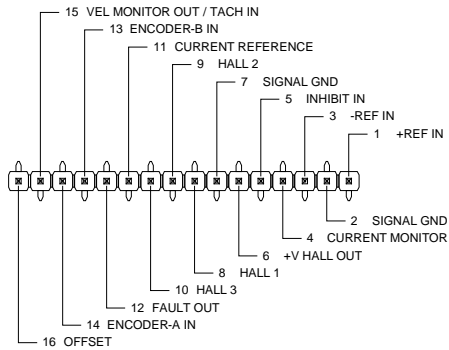 15 VEL MONITOR OUT / TACH IN
13 ENCODER-B IN
11 CURRENT REFERENCE
9 HALL 2
7 SIGNAL GND
5 INHIBIT IN
3 -REF IN
1 +REF IN
2 SIGNAL GND
4 CURRENT MONITOR
6 +V HALL OUT
8 HALL 1
10 HALL 3
12 FAULT OUT
14 ENCODER-A IN
16 OFFSET